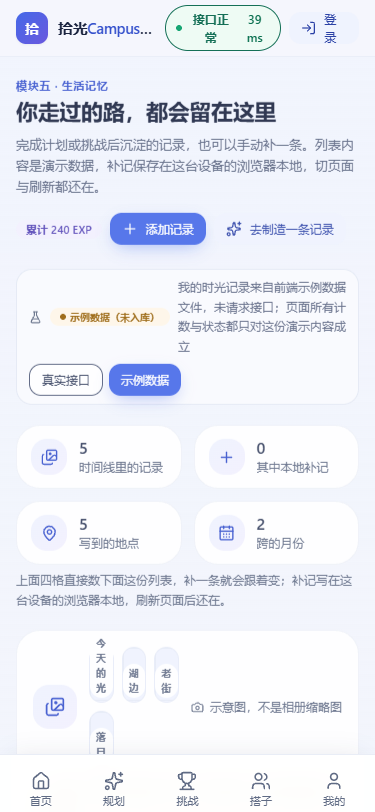 拾 拾光Campus... 接口正常 39 ms 登录
模块五 · 生活记忆
你走过的路，都会留在这里
完成计划或挑战后沉淀的记录，也可以手动补一条。列表内
容是演示数据，补记保存在这台设备的浏览器本地，切页面
与刷新都还在。
累计 240 EXP 添加记录 去制造一条记录
示例数据（未入库）
我的时光记录来自前端示例数据
文件，未请求接口；页面所有计
数与状态都只对这份演示内容成
立
真实接口 示例数据
5
时间线里的记录
0
其中本地补记
5
写到的地点
2
跨的月份
上面四格直接数下面这份列表，补一条就会跟着变；补记写在这
台设备的浏览器本地，刷新页面后还在。
今天的光
湖边
老街
示意图，不是相册缩略图
落日
首页 规划 挑战 搭子 我的